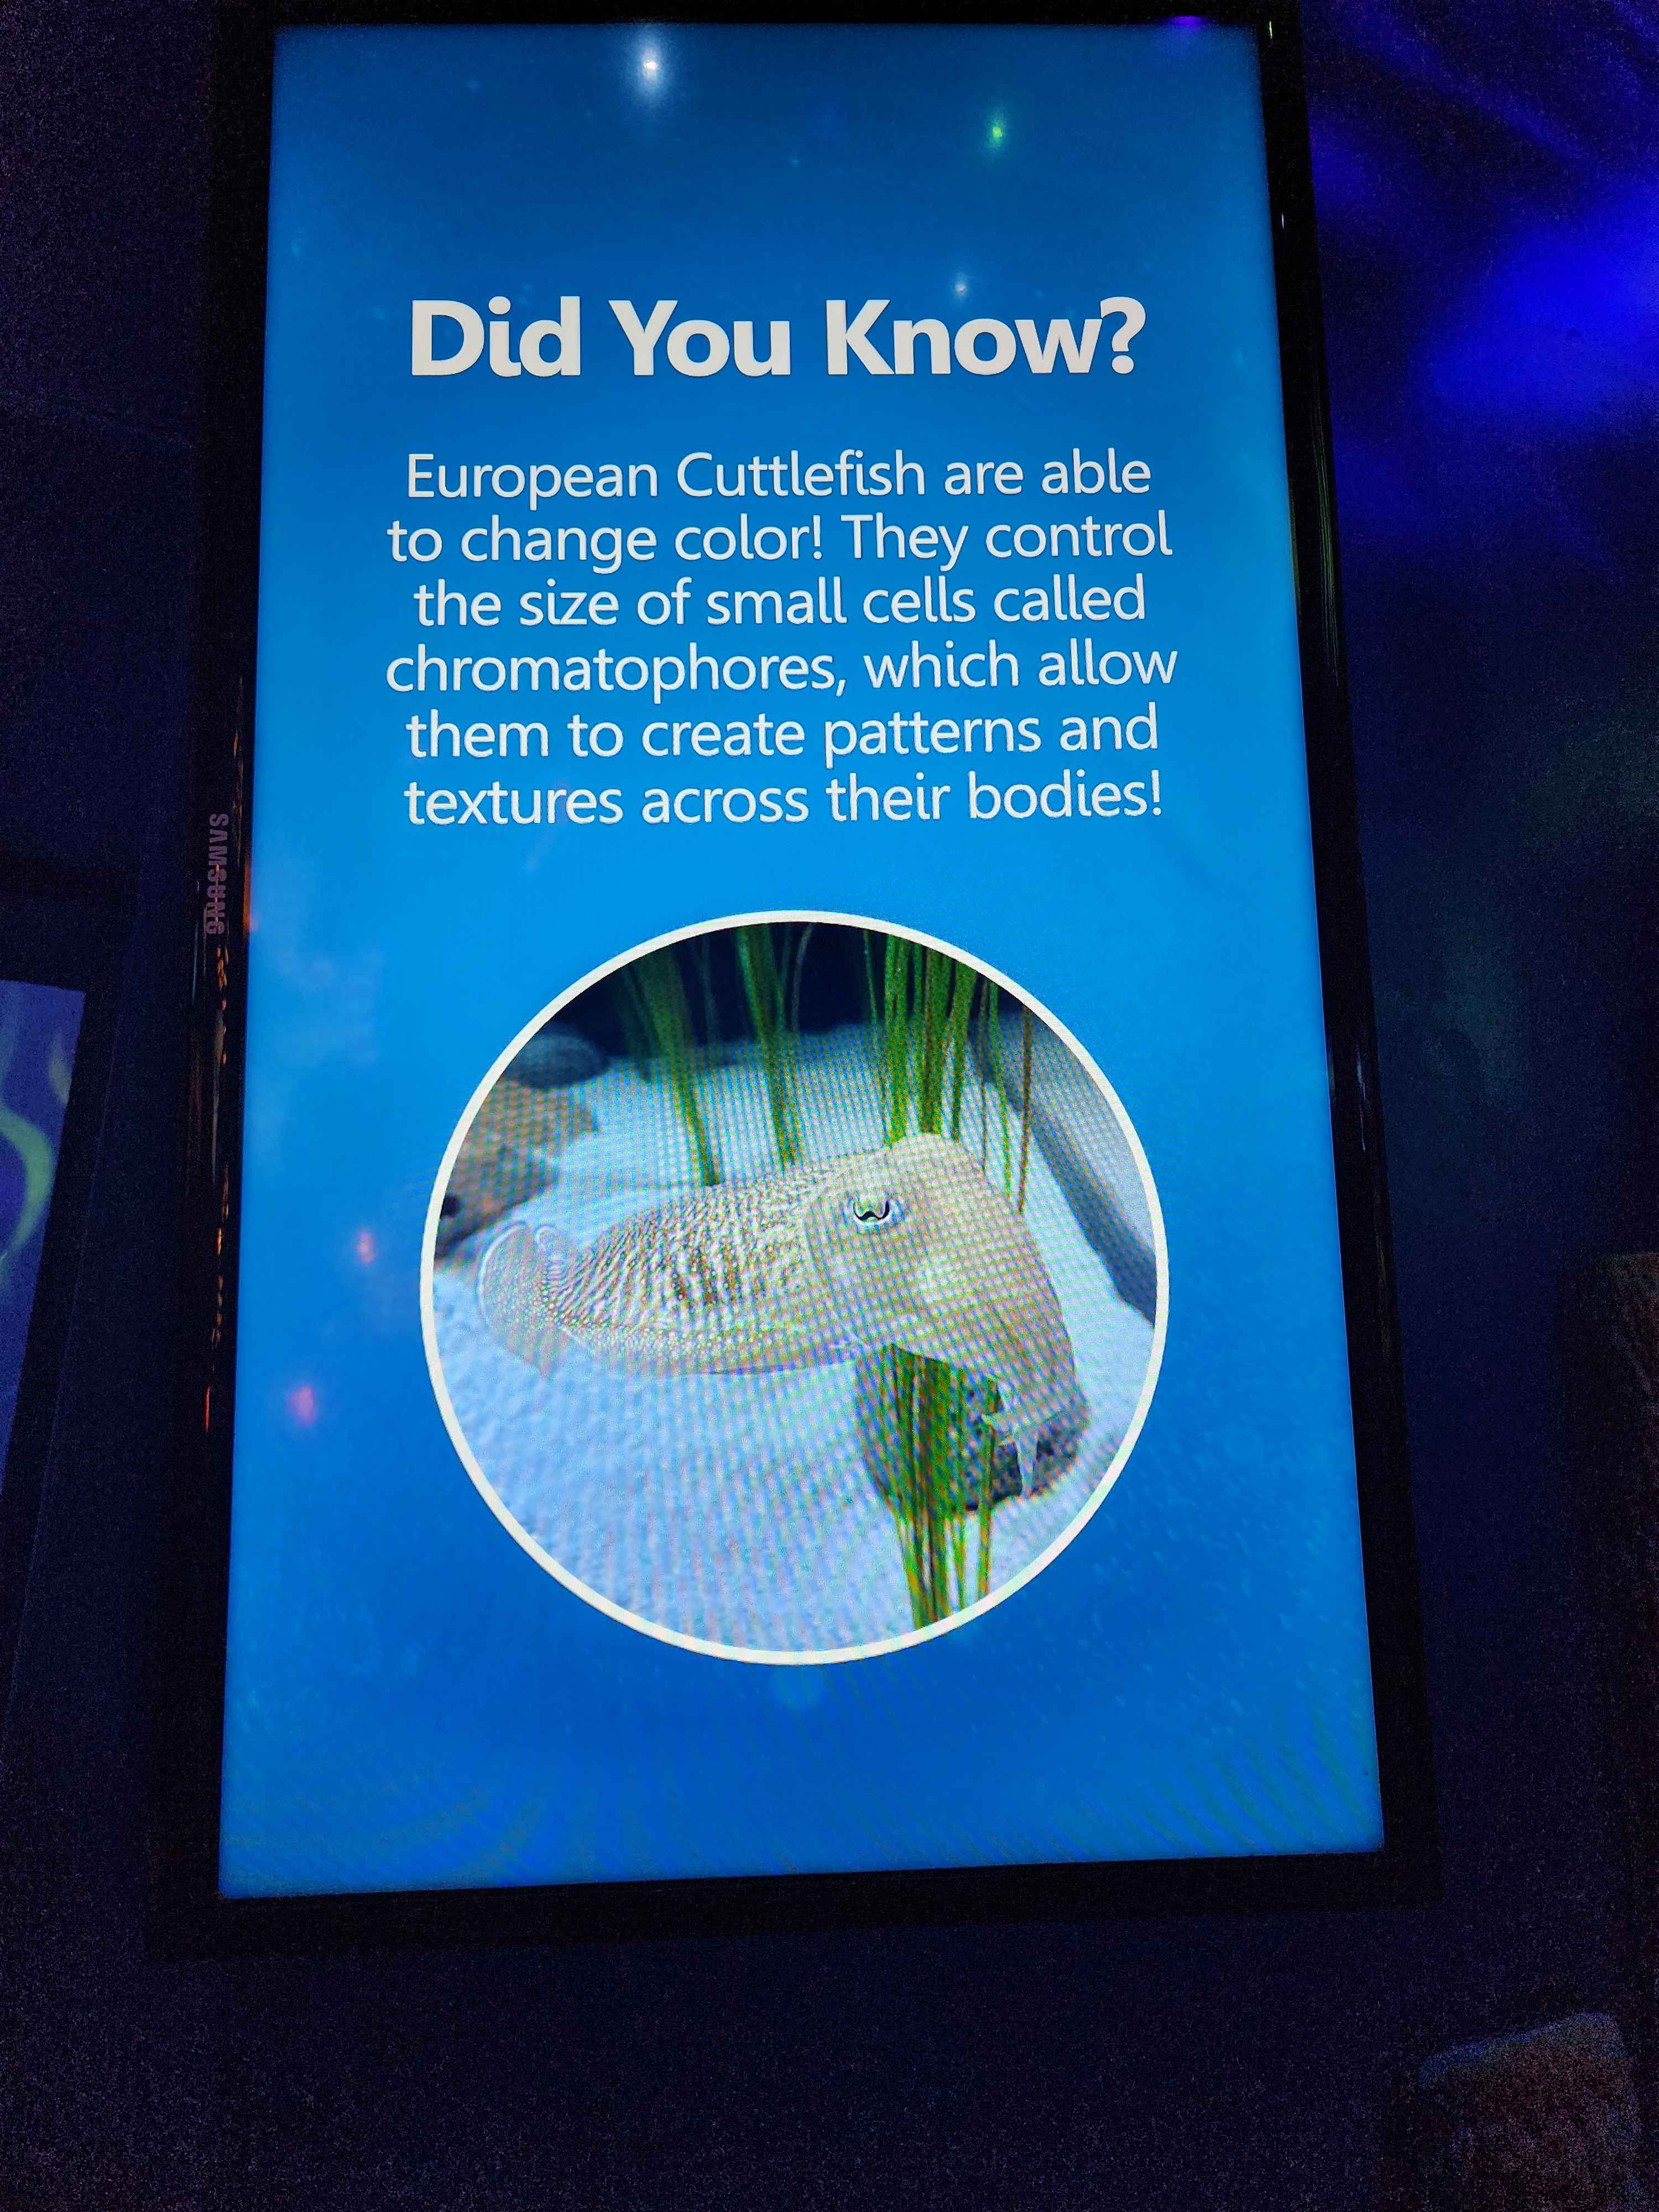 Did You Know?
European Cuttlefish are able
to change color! They control
the size of small cells called
chromatophores, which allow
them to create patterns and
textures across their bodies!
SAMSUNG